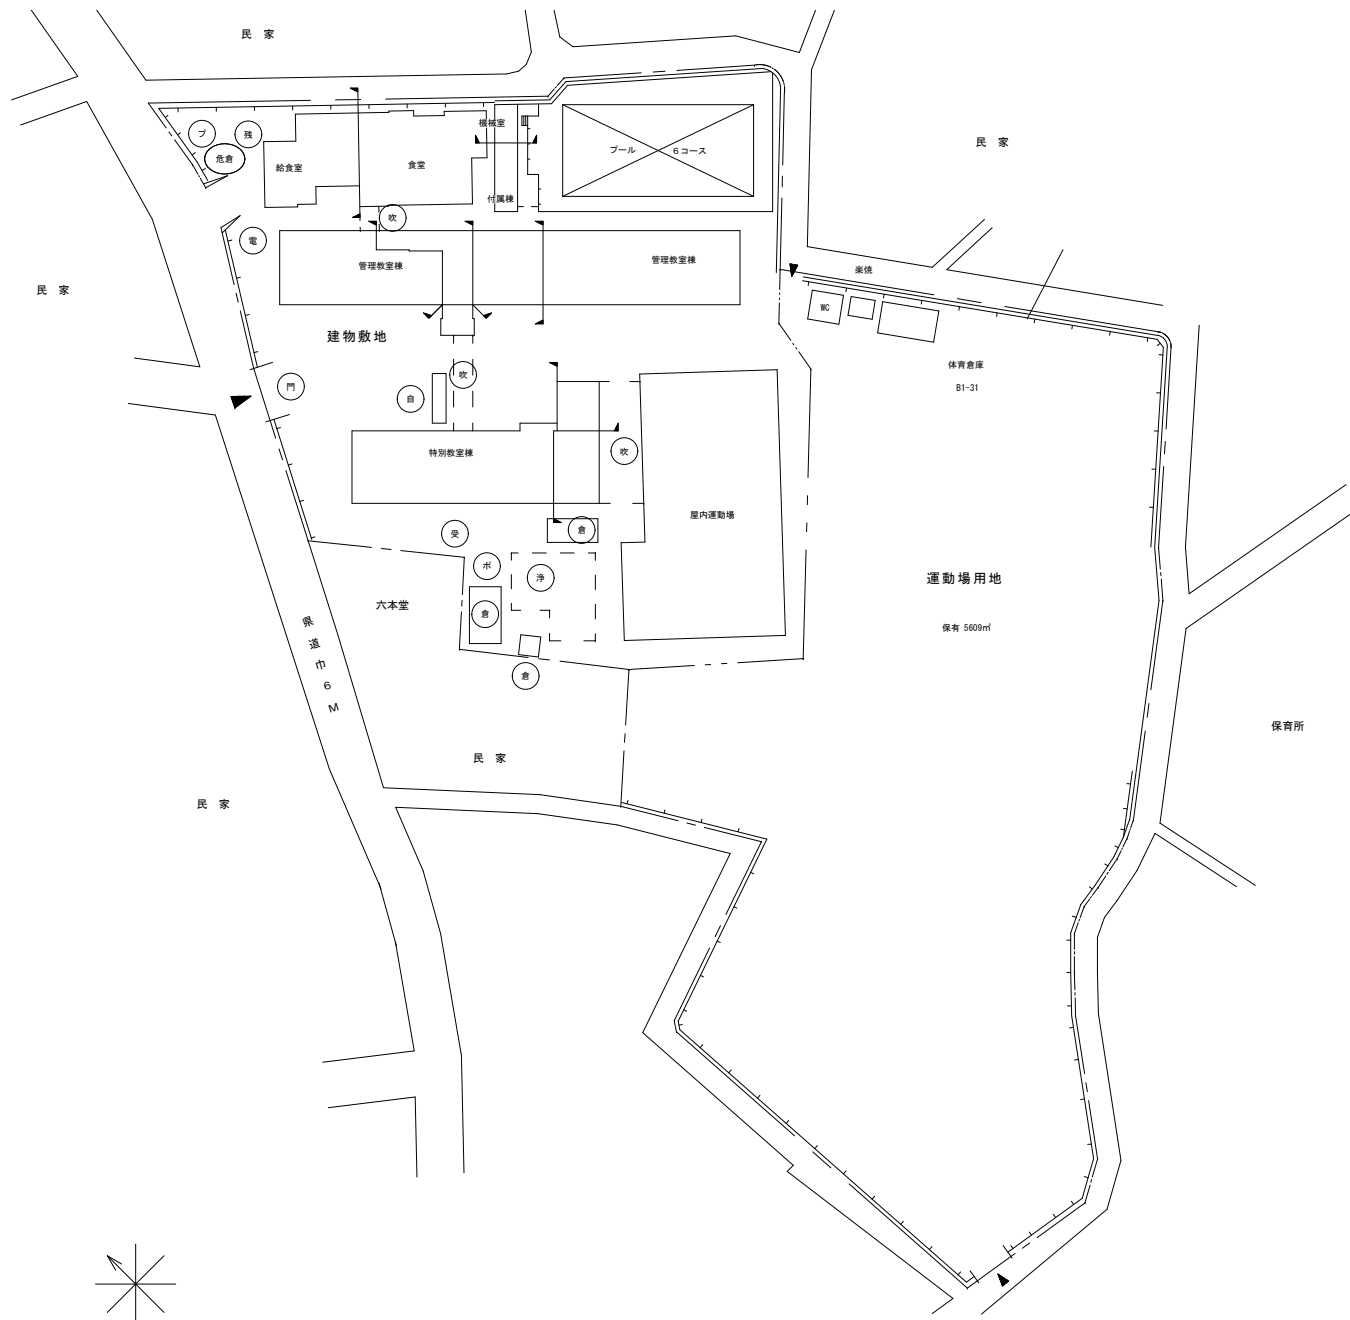 民 家
機械室
プ
残
プール
6コース
民 家
危倉
給食室
食堂
付属棟
吹
電
管理教室棟
管理教室棟
楽焼
民 家
WC
建物敷地
体育倉庫
吹
門
B1-31
自
特別教室棟
吹
屋内運動場
受
倉
ポ
浄
運動場用地
六本堂
倉
県道巾6M
保有 5609㎡
倉
保育所
民 家
民 家